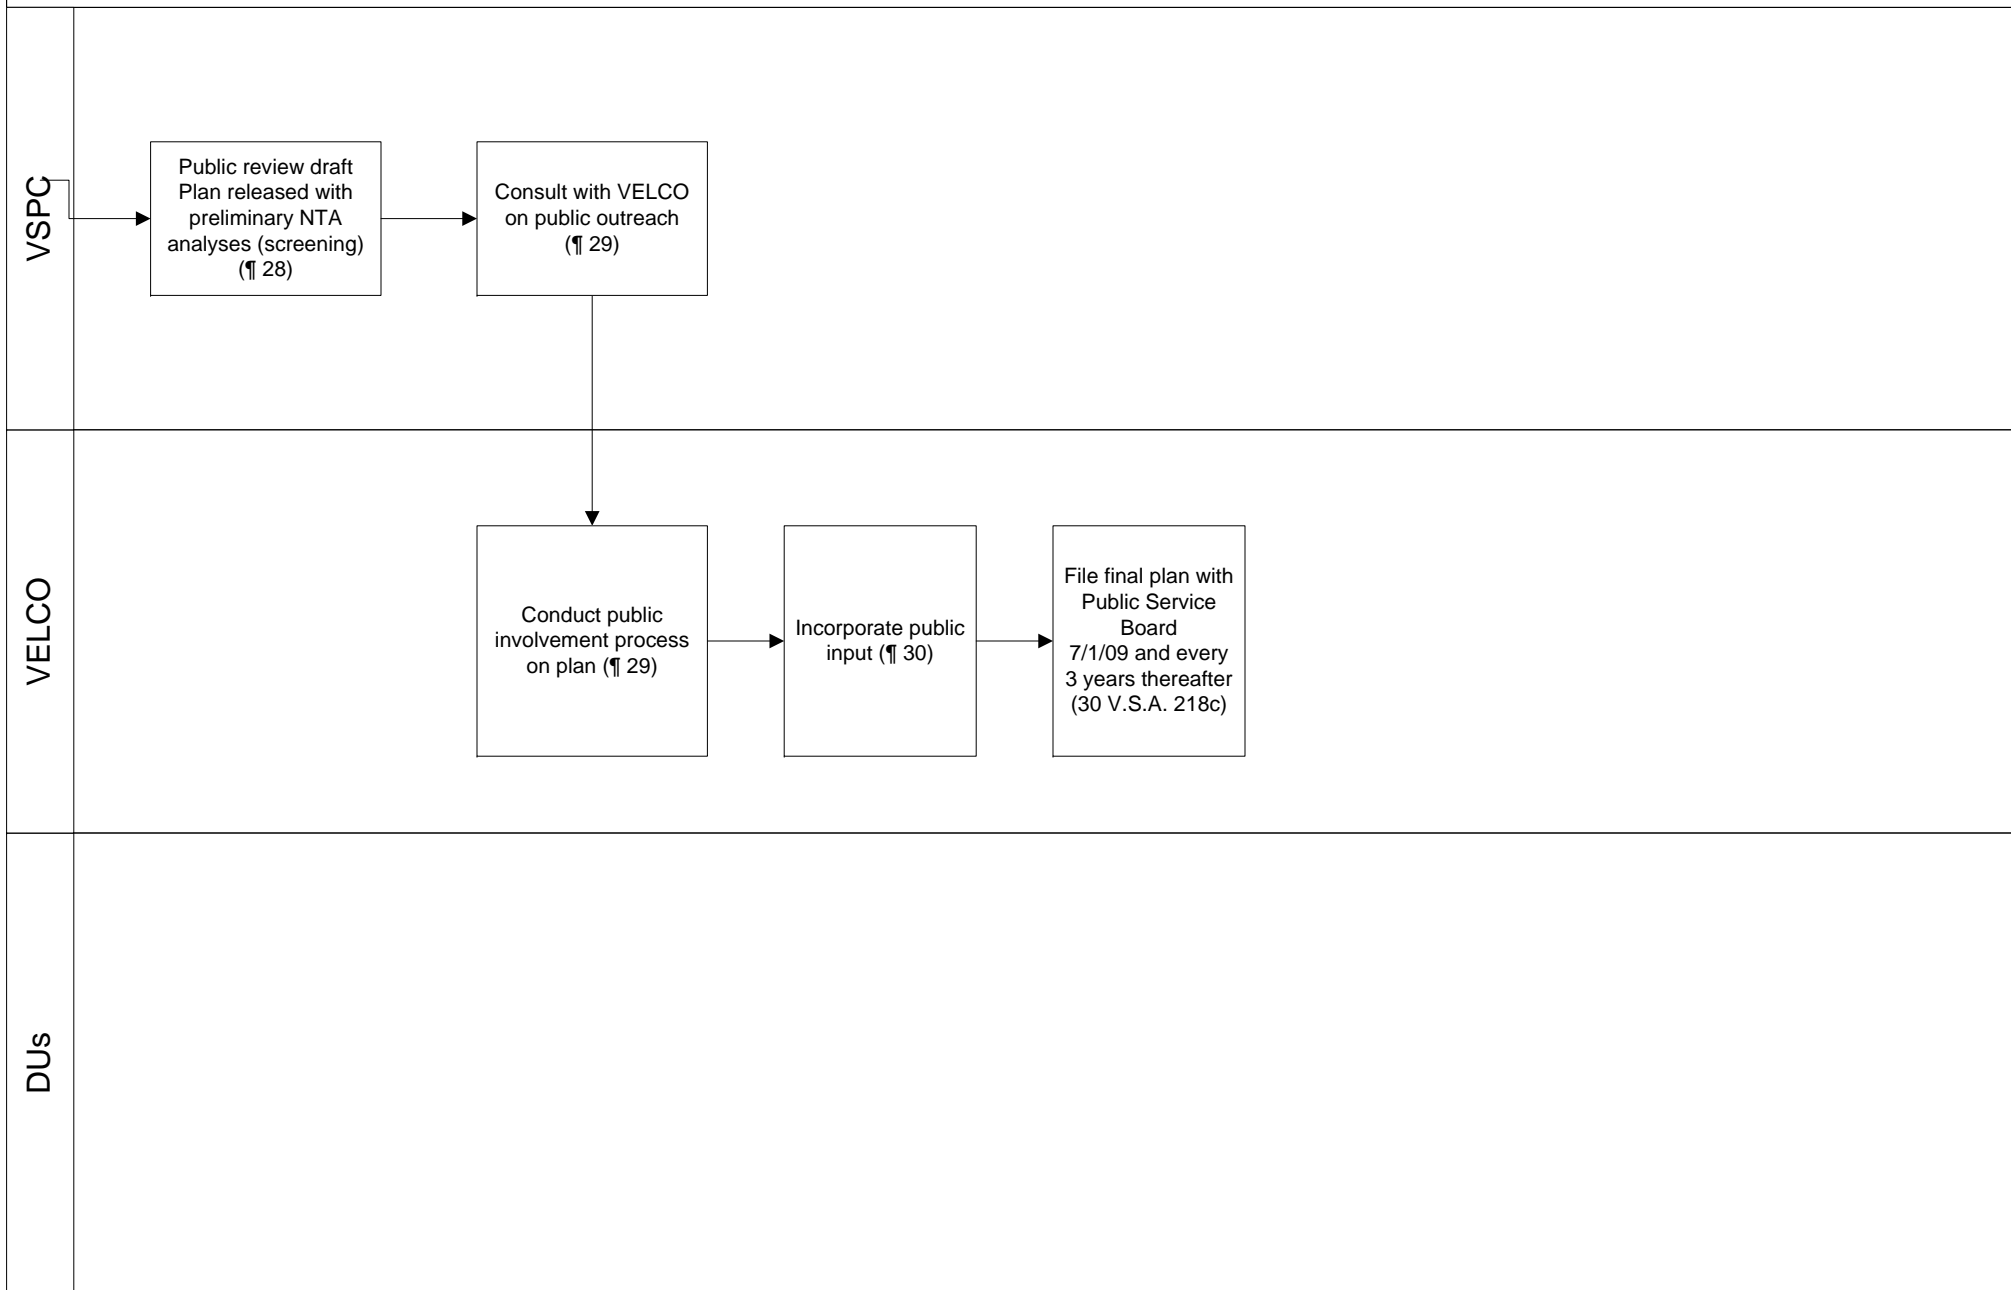 VSPC
Public review draft
Plan released with
preliminary NTA
analyses (screening)
(¶ 28)
Consult with VELCO
on public outreach
(¶ 29)
VELCO
Conduct public
involvement process
on plan (¶ 29)
Incorporate public
input (¶ 30)
File final plan with
Public Service
Board
7/1/09 and every
3 years thereafter
(30 V.S.A. 218c)
DUs